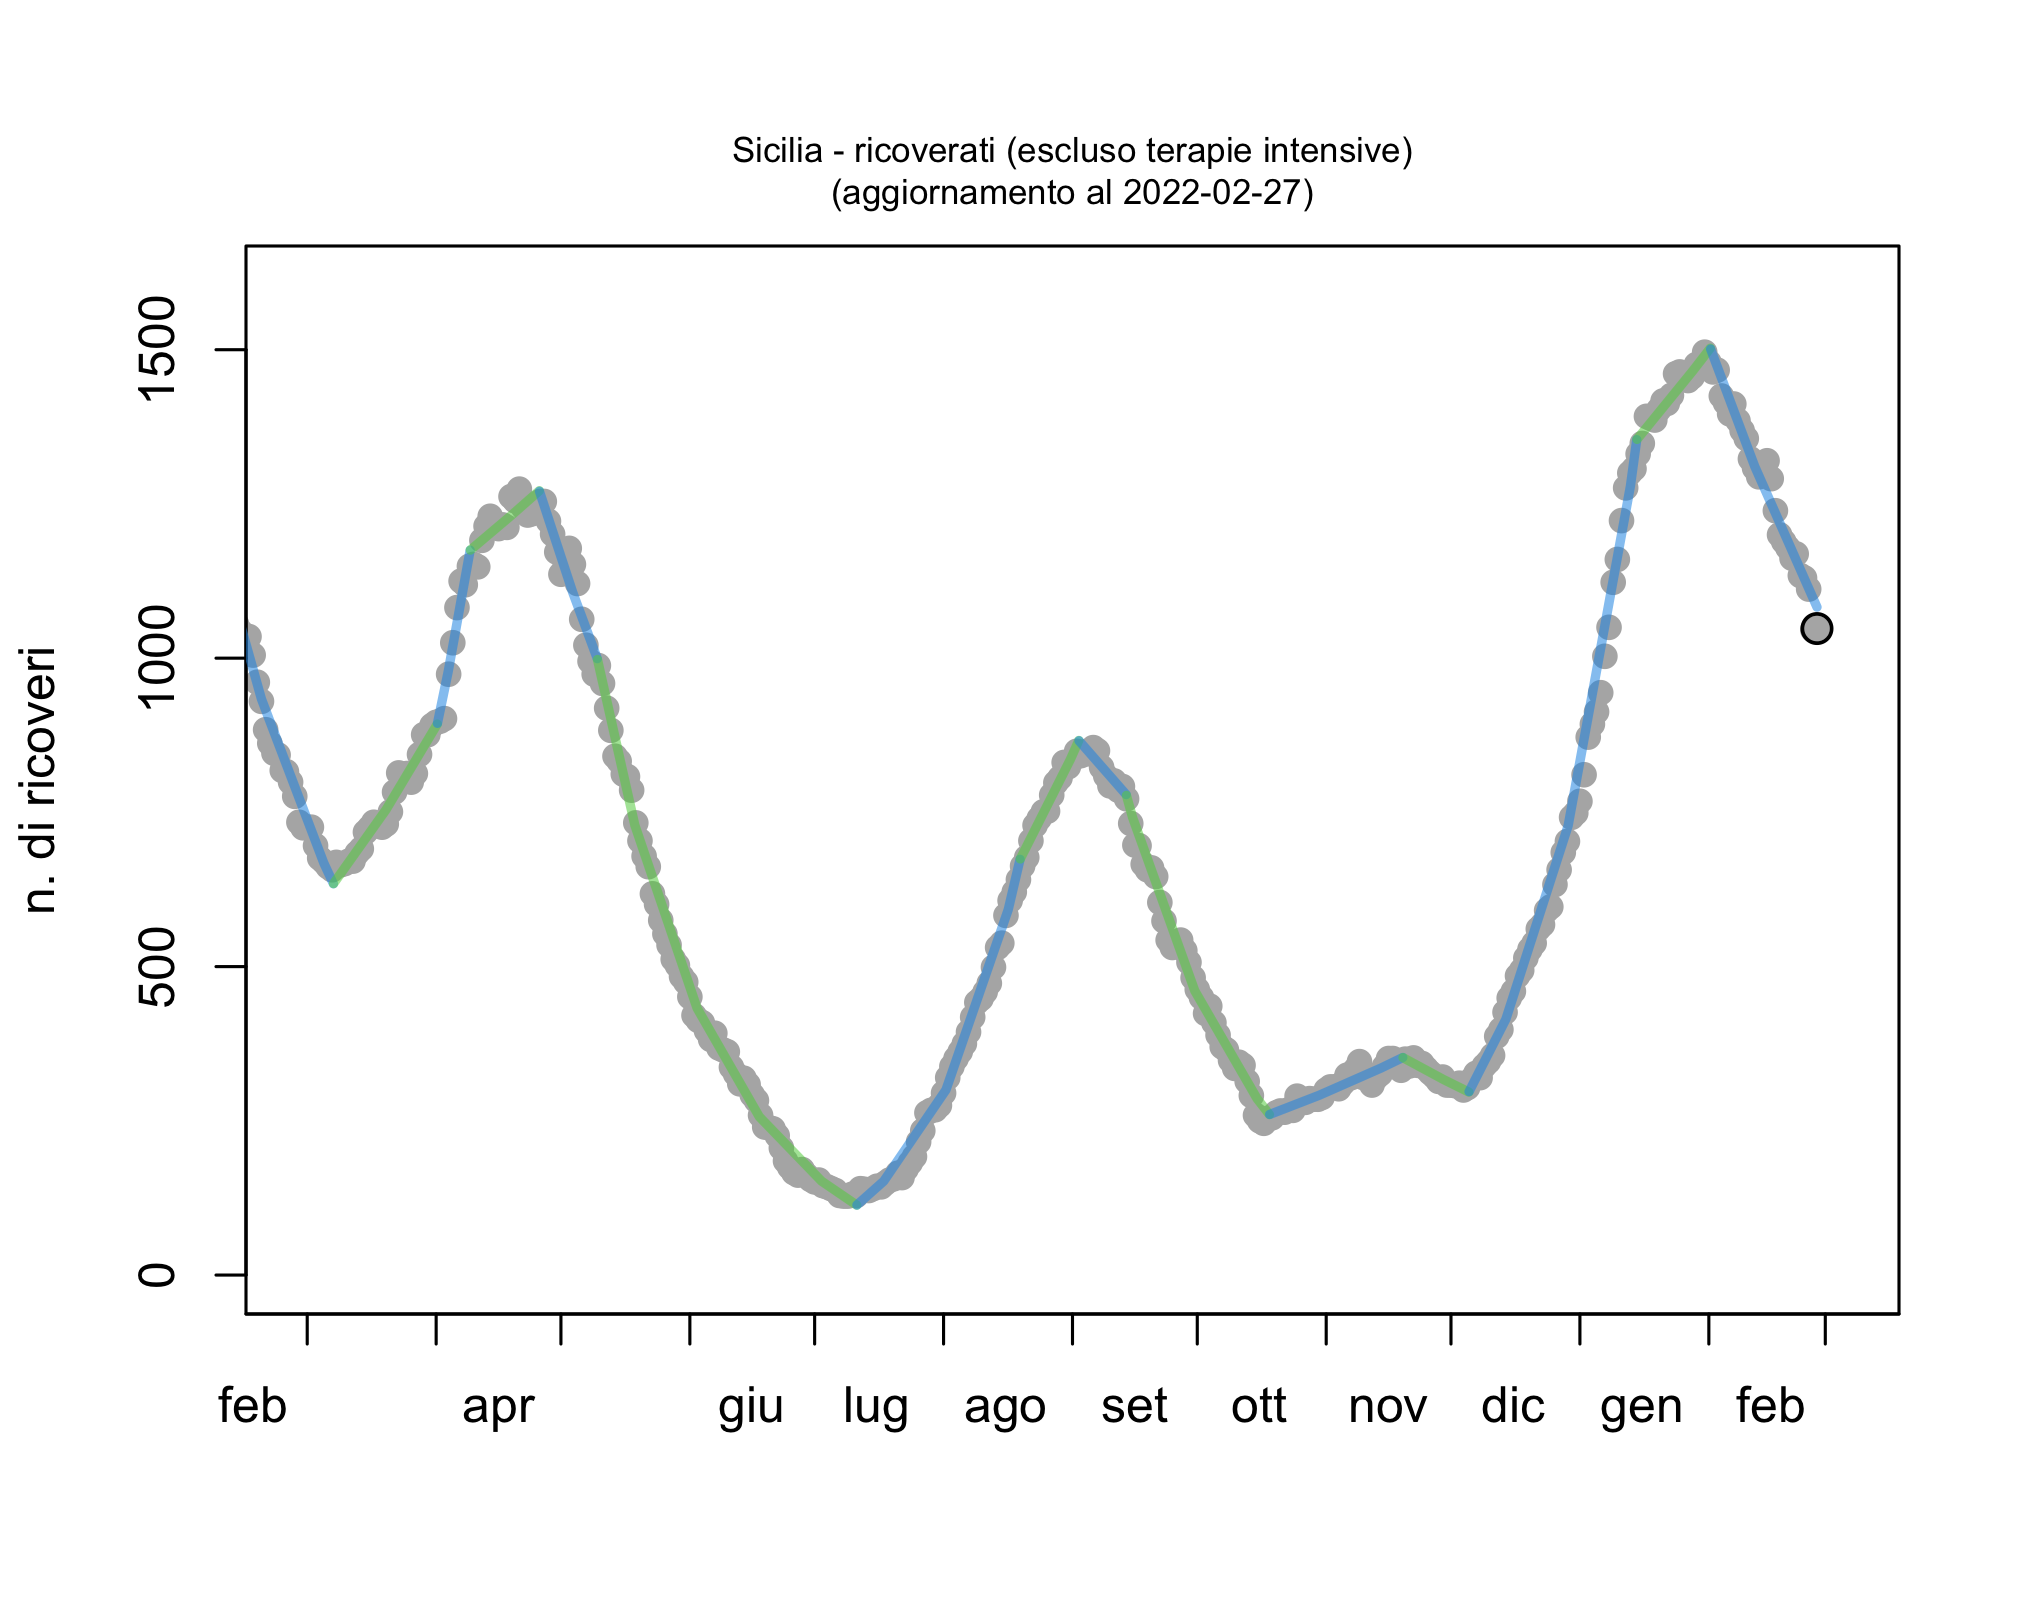 Sicilia - ricoverati (escluso terapie intensive)
(aggiornamento al 2022-02-27)
n. di ricoveri
1500
1000
500
0
feb apr giu lug ago set ott nov dic gen feb